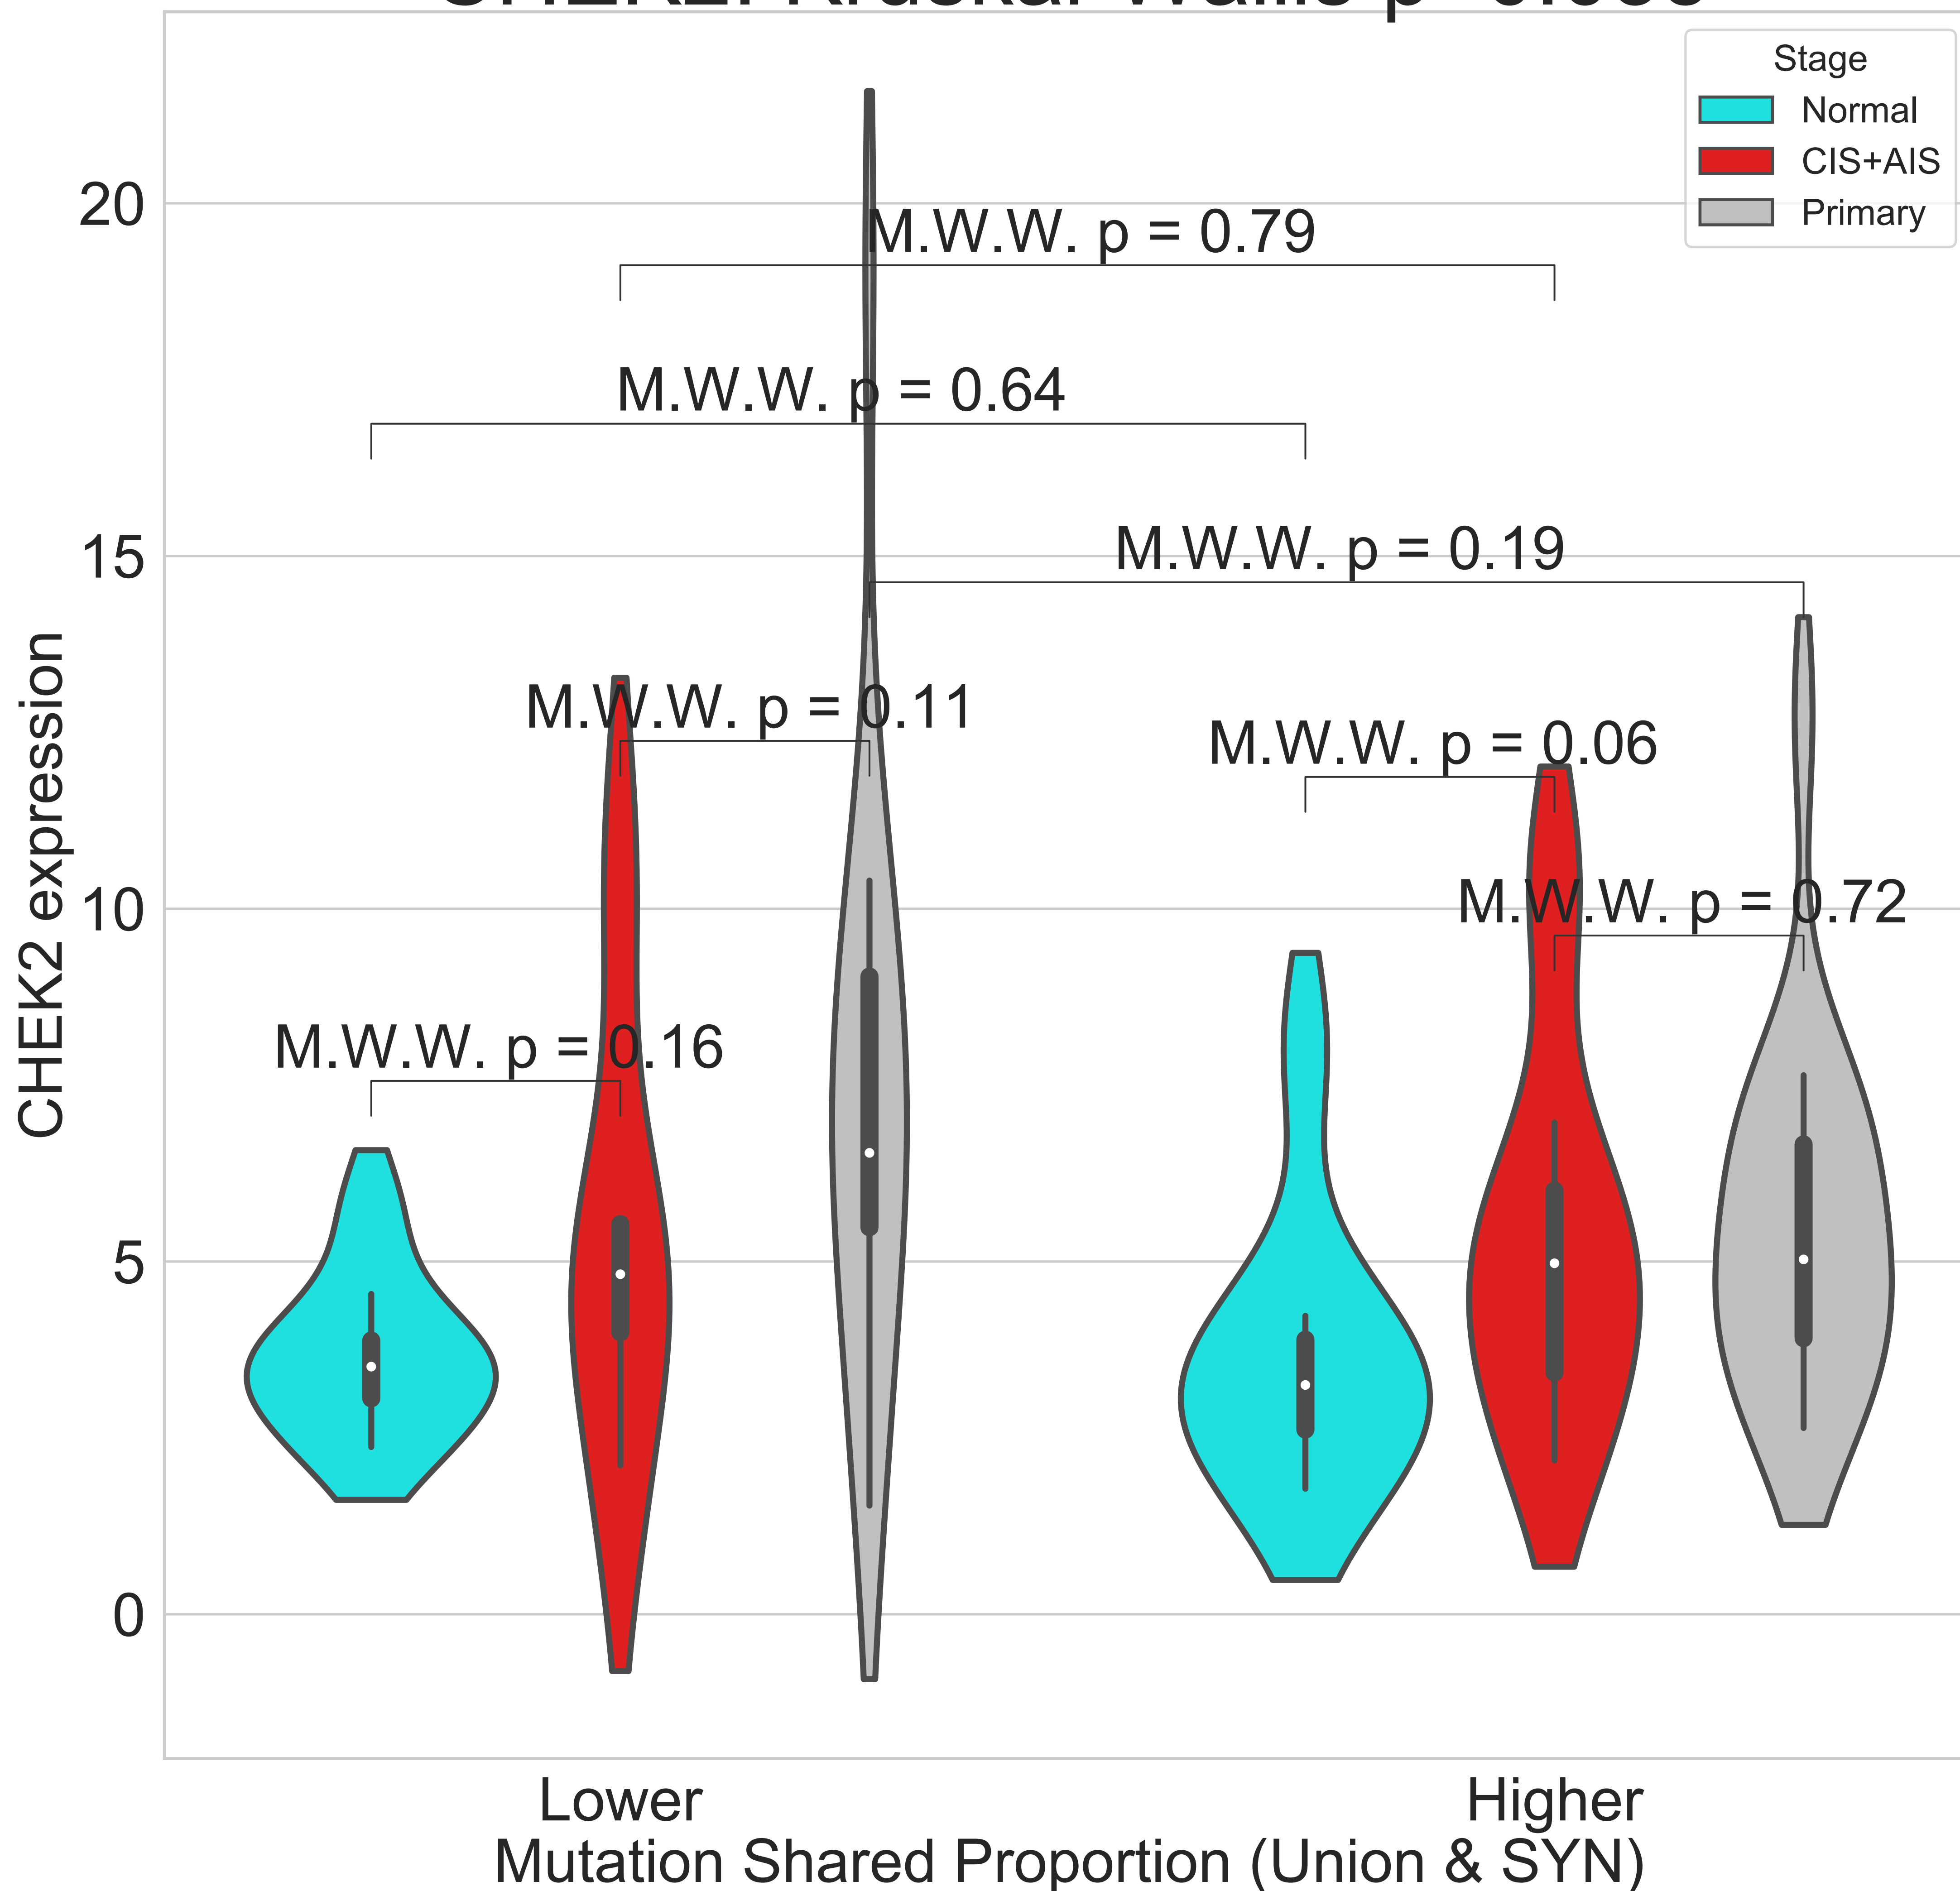 Stage
Normal
CIS+AIS
Primary
20
15
10
5
0
CHEK2 expression
M.W.W. p = 0.79
M.W.W. p = 0.64
M.W.W. p = 0.19
M.W.W. p = 0.11
M.W.W. p = 0.06
M.W.W. p = 0.72
M.W.W. p = 0.16
Lower
Higher
Mutation Shared Proportion (Union & SYN)